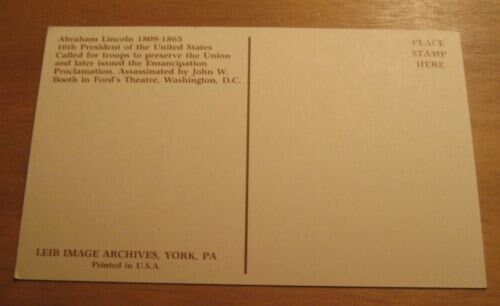 Abraham Lincoln 1809-1865
16th President of the United States
Called for troops to preserve the Union
and later issued the Emancipation
Proclamation. Assassinated by John W.
Booth in Ford's Theatre, Washington, D.C.
PLACE
STAMP
HERE
LEIB IMAGE ARCHIVES, YORK, PA
Printed in U.S.A.